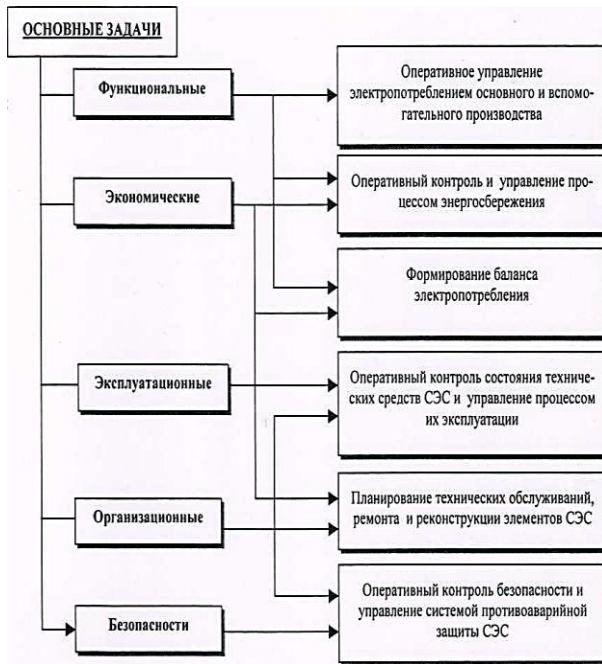 ОСНОВНЫЕ ЗАДАЧИ
Функциональные
Оперативное управление
электропотреблением основного и вспомо-
гательного производства
Экономические
Оперативный контроль и управление про-
цессом энергосбережения
Формирование баланса
электропотребления
Эксплуатационные
Оперативный контроль состояния техниче-
ских средств СЭС и управление процессом
их эксплуатации
Организационные
Планирование технических обслуживаний,
ремонта и реконструкции элементов СЭС
Безопасности
Оперативный контроль безопасности и
управление системой противоаварийной
защиты СЭС